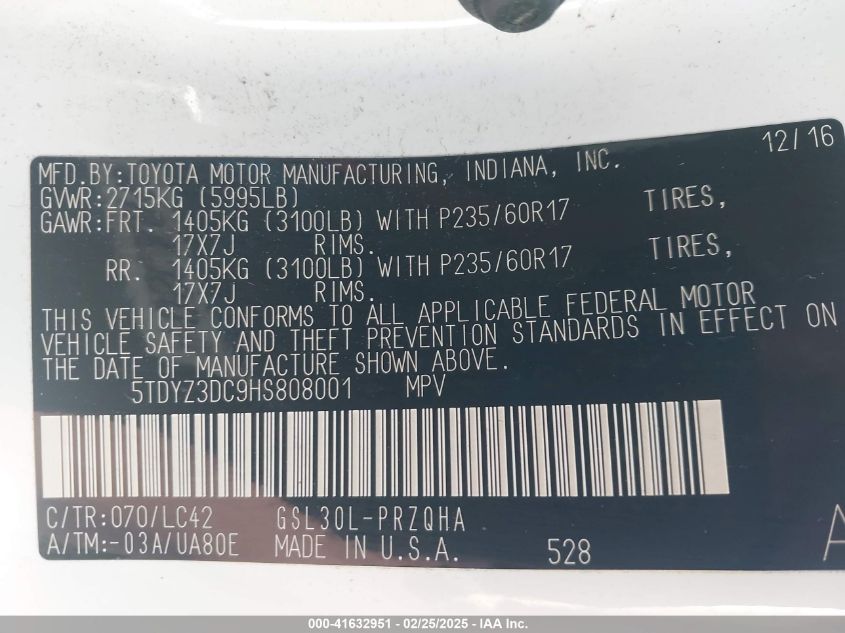 12/16
MFD.BY:TOYOTA MOTOR MANUFACTURING, INDIANA, INC.
GVWR:2715KG (5995LB)
GAWR:FRT. 1405KG (3100LB) WITH P235/60R17 TIRES,
17X7J RIMS.
RR. 1405KG (3100LB) WITH P235/60R17 TIRES,
17X7J RIMS.
THIS VEHICLE CONFORMS TO ALL APPLICABLE FEDERAL MOTOR
VEHICLE SAFETY AND THEFT PREVENTION STANDARDS IN EFFECT ON
THE DATE OF MANUFACTURE SHOWN ABOVE.
5TDYZ3DC9HS808001 MPV
C/TR:070/LC42 GSL30L-PRZQHA
A/TM:-03A/UA80E MADE IN U.S.A. 528
A
000-41632951 - 02/25/2025 - IAA Inc.